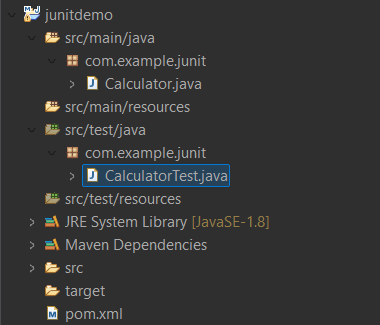 junitdemo
src/main/java
com.example.junit
Calculator.java
src/main/resources
src/test/java
com.example.junit
CalculatorTest.java
src/test/resources
JRE System Library [JavaSE-1.8]
Maven Dependencies
src
target
pom.xml